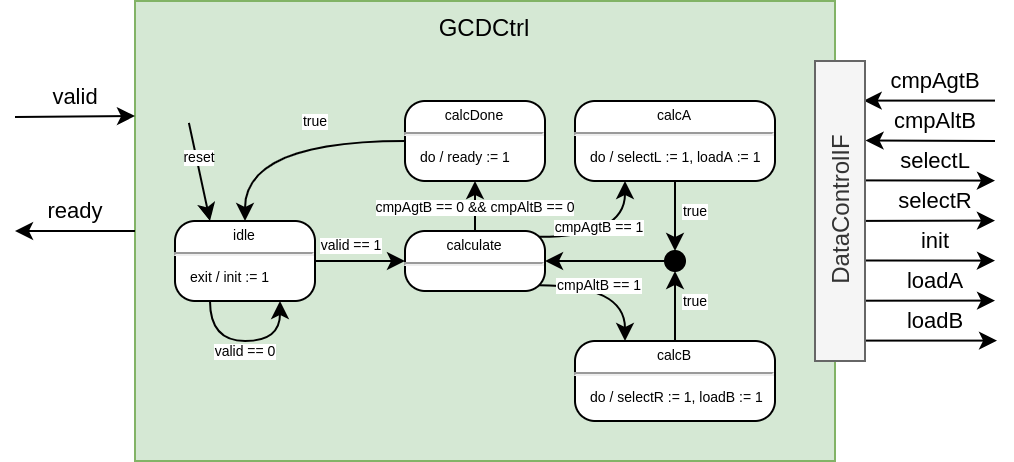 GCDCtrl
valid
ready
reset
true
calcDone
do / ready := 1
calcA
do / selectL := 1, loadA := 1
cmpAgtB == 0 && cmpAltB == 0
cmpAgtB == 1
true
idle
exit / init := 1
valid == 1
calculate
cmpAltB == 1
true
valid == 0
calcB
do / selectR := 1, loadB := 1
DataControlIF
cmpAgtB
cmpAltB
selectL
selectR
init
loadA
loadB